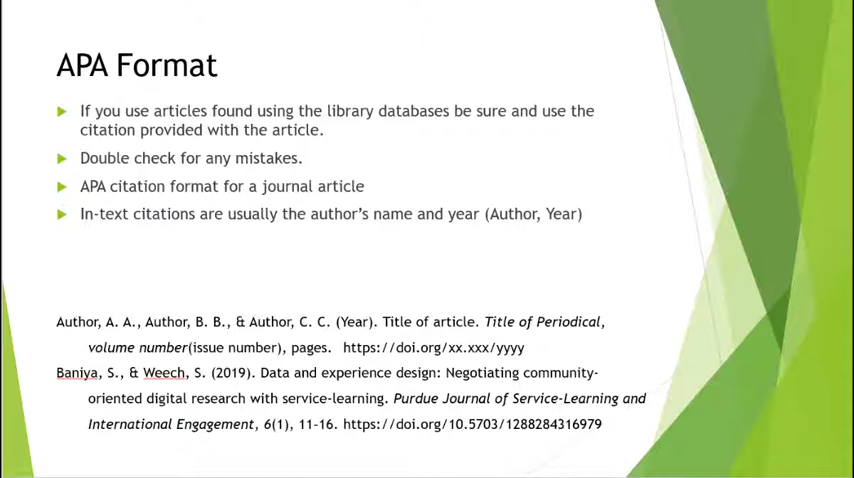 APA Format
If you use articles found using the library databases be sure and use the
citation provided with the article.
Double check for any mistakes.
APA citation format for a journal article
In-text citations are usually the author’s name and year (Author, Year)
Author, A. A., Author, B. B., & Author, C. C. (Year). Title of article. Title of Periodical,
volume number(issue number), pages. https://doi.org/xx.xxx/yyyy
Baniya, S., & Weech, S. (2019). Data and experience design: Negotiating community-
oriented digital research with service-learning. Purdue Journal of Service-Learning and
International Engagement, 6(1), 11-16. https://doi.org/10.5703/1288284316979